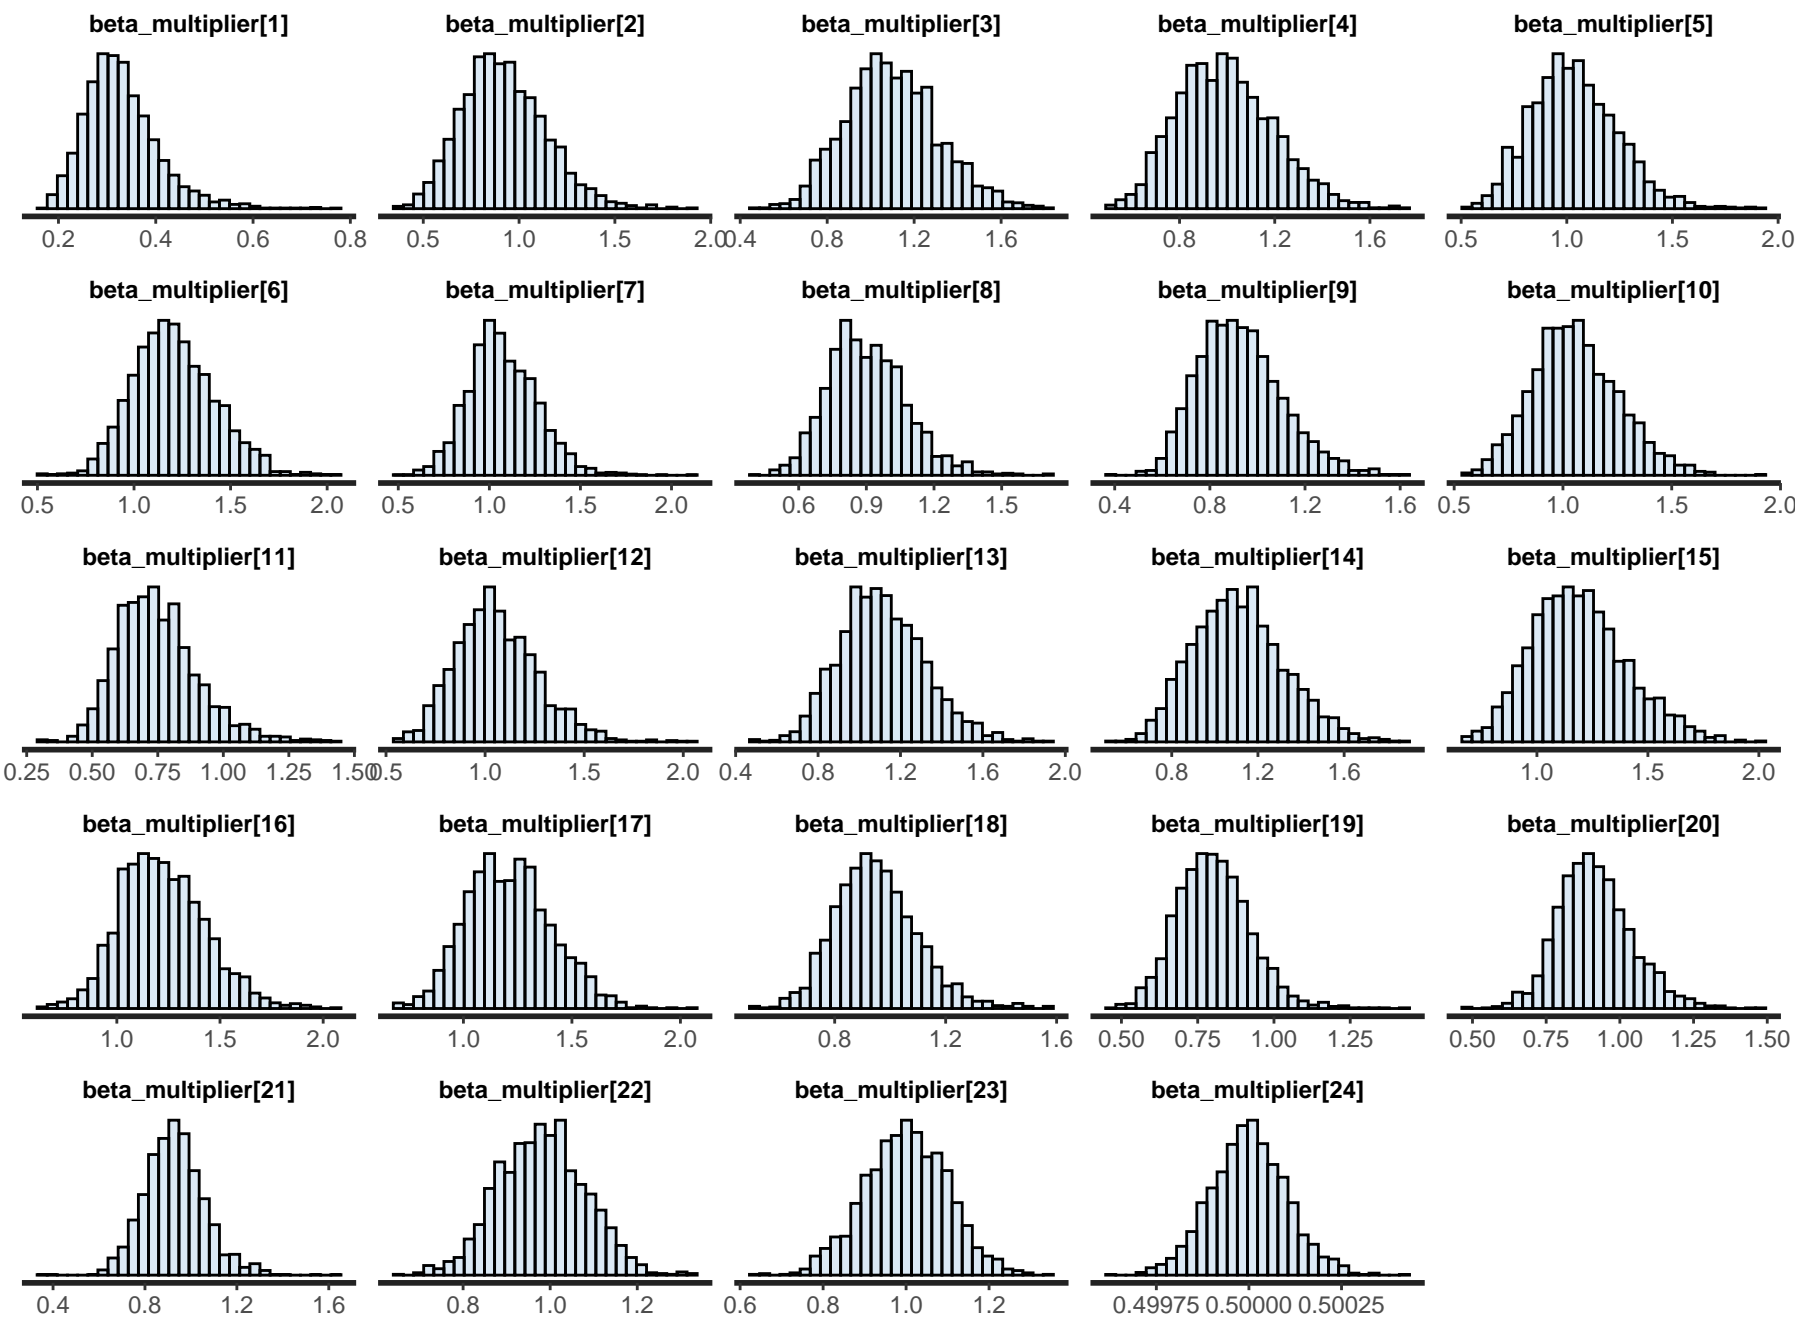 beta_multiplier[1] beta_multiplier[2] beta_multiplier[3] beta_multiplier[4] beta_multiplier[5]
0.2 0.4 0.6 0.8 0.5 1.0 1.5 2.0 0.4 0.8 1.2 1.6 0.8 1.2 1.6 0.5 1.0 1.5 2.0
beta_multiplier[6] beta_multiplier[7] beta_multiplier[8] beta_multiplier[9] beta_multiplier[10]
0.5 1.0 1.5 2.0 0.5 1.0 1.5 2.0 0.6 0.9 1.2 1.5 0.4 0.8 1.2 1.6 0.5 1.0 1.5 2.0
beta_multiplier[11] beta_multiplier[12] beta_multiplier[13] beta_multiplier[14] beta_multiplier[15]
0.25 0.50 0.75 1.00 1.25 1.50 0.5 1.0 1.5 2.0 0.4 0.8 1.2 1.6 2.0 0.8 1.2 1.6 1.0 1.5 2.0
beta_multiplier[16] beta_multiplier[17] beta_multiplier[18] beta_multiplier[19] beta_multiplier[20]
1.0 1.5 2.0 1.0 1.5 2.0 0.8 1.2 1.6 0.50 0.75 1.00 1.25 0.50 0.75 1.00 1.25 1.50
beta_multiplier[21] beta_multiplier[22] beta_multiplier[23] beta_multiplier[24]
0.4 0.8 1.2 1.6 0.8 1.0 1.2 0.6 0.8 1.0 1.2 0.49975 0.50000 0.50025